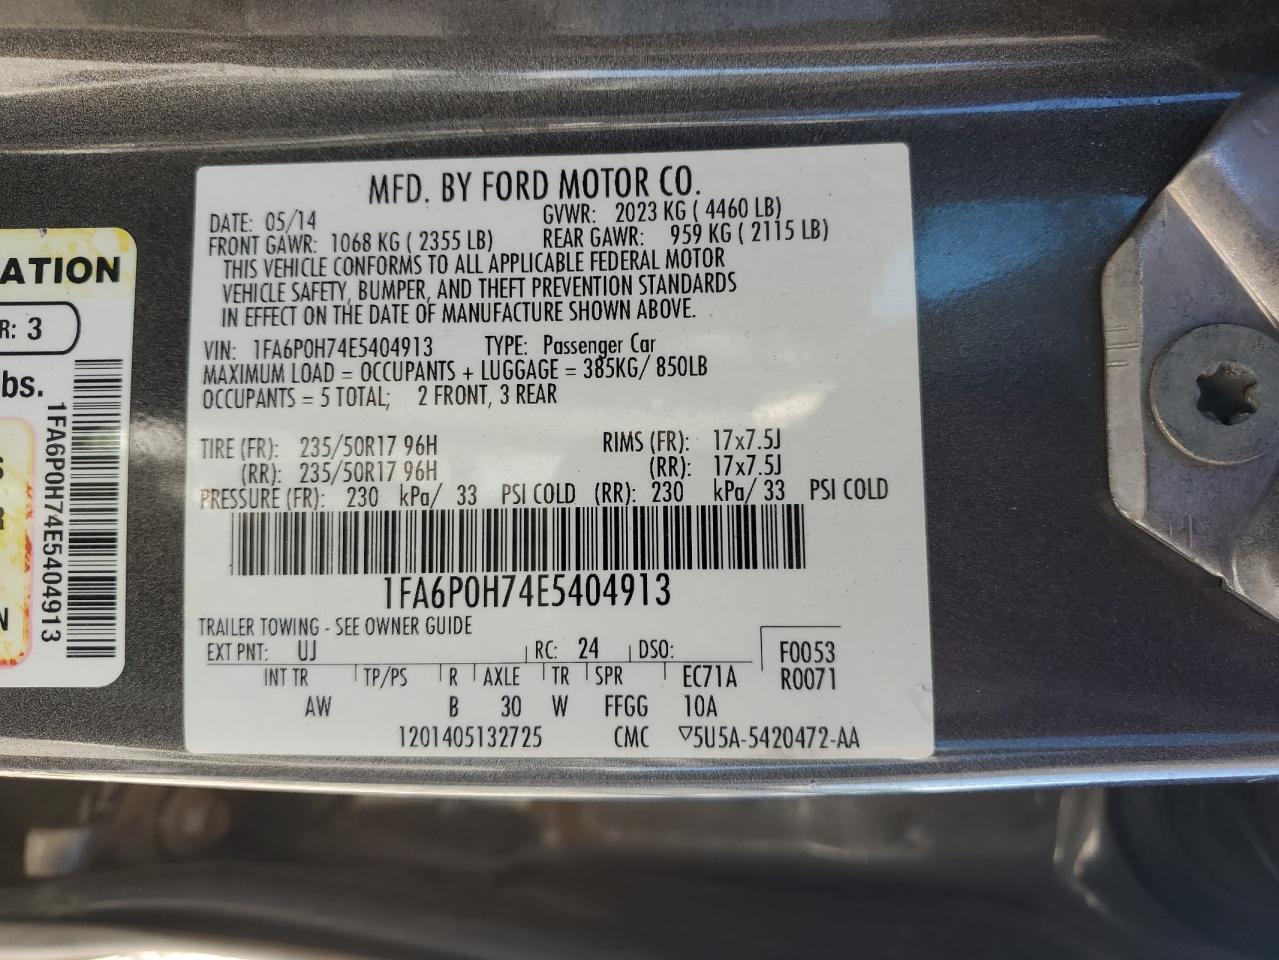 MFD. BY FORD MOTOR CO.
DATE: 05/14 GVWR: 2023 KG ( 4460 LB)
FRONT GAWR: 1068 KG ( 2355 LB) REAR GAWR: 959 KG ( 2115 LB)
THIS VEHICLE CONFORMS TO ALL APPLICABLE FEDERAL MOTOR
VEHICLE SAFETY, BUMPER, AND THEFT PREVENTION STANDARDS
IN EFFECT ON THE DATE OF MANUFACTURE SHOWN ABOVE.
VIN: 1FA6P0H74E5404913 TYPE: Passenger Car
MAXIMUM LOAD = OCCUPANTS + LUGGAGE = 385KG/ 850LB
OCCUPANTS = 5 TOTAL; 2 FRONT, 3 REAR
TIRE (FR): 235/50R17 96H RIMS (FR): 17x7.5J
(RR): 235/50R17 96H (RR): 17x7.5J
PRESSURE (FR): 230 kPa/ 33 PSI COLD (RR): 230 kPa/ 33 PSI COLD
1FA6P0H74E5404913
TRAILER TOWING - SEE OWNER GUIDE
EXT PNT: UJ RC: 24 DSO: F0053
INT TR TP/PS R AXLE TR SPR EC71A R0071
AW B 30 W FFGG 10A
1201405132725 CMC ▽5U5A-5420472-AA
ATION
R: 3
bs.
1FA6P0H74E5404913